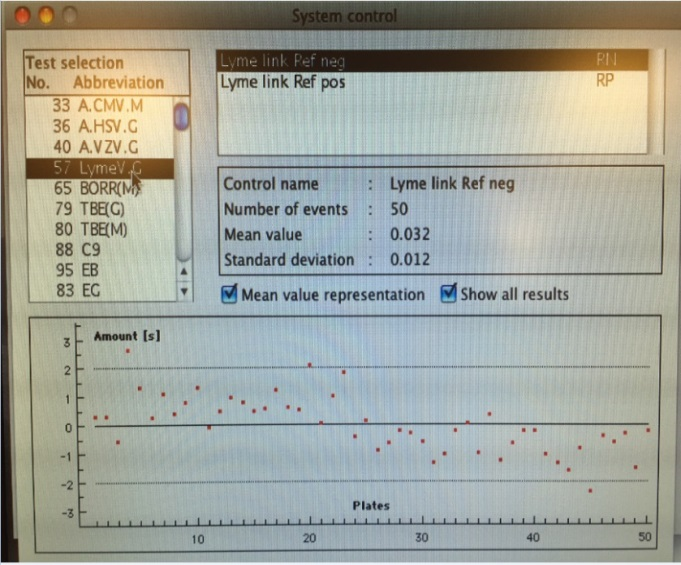 System control
Test selection
No. Abbreviation
33 A.CMV.M
36 A.HSV.G
40 A.VZV.G
57 LymeV.G
65 BORR(M)
79 TBE(G)
80 TBE(M)
88 C9
95 EB
83 EG
Lyme link Ref neg RN
Lyme link Ref pos RP
Control name : Lyme link Ref neg
Number of events : 50
Mean value : 0.032
Standard deviation : 0.012
Mean value representation
Show all results
Amount [s]
3
2
1
0
-1
-2
-3
Plates
10 20 30 40 50